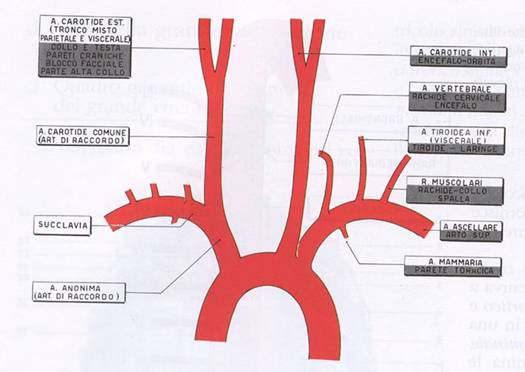 A. CAROTIDE EST.
(TRONCO MISTO
PARIETALE E VISCERALE)
COLLO E TESTA
PARETI CRANICHE
BLOCCO FACCIALE
PARTE ALTA COLLO
A. CAROTIDE COMUNE
(ART. DI RACCORDO)
SUCCLAVIA
A. ANONIMA
(ART. DI RACCORDO)
A. CAROTIDE INT.
ENCEFALO-ORBITA
A. VERTEBRALE
RACHIDE CERVICALE
ENCEFALO
A. TIROIDEA INF.
(VISCERALE)
TIROIDE - LARINGE
R. MUSCOLARI
RACHIDE-COLLO
SPALLA
A. ASCELLARE
ARTO SUP.
A. MAMMARIA
PARETE TORACICA